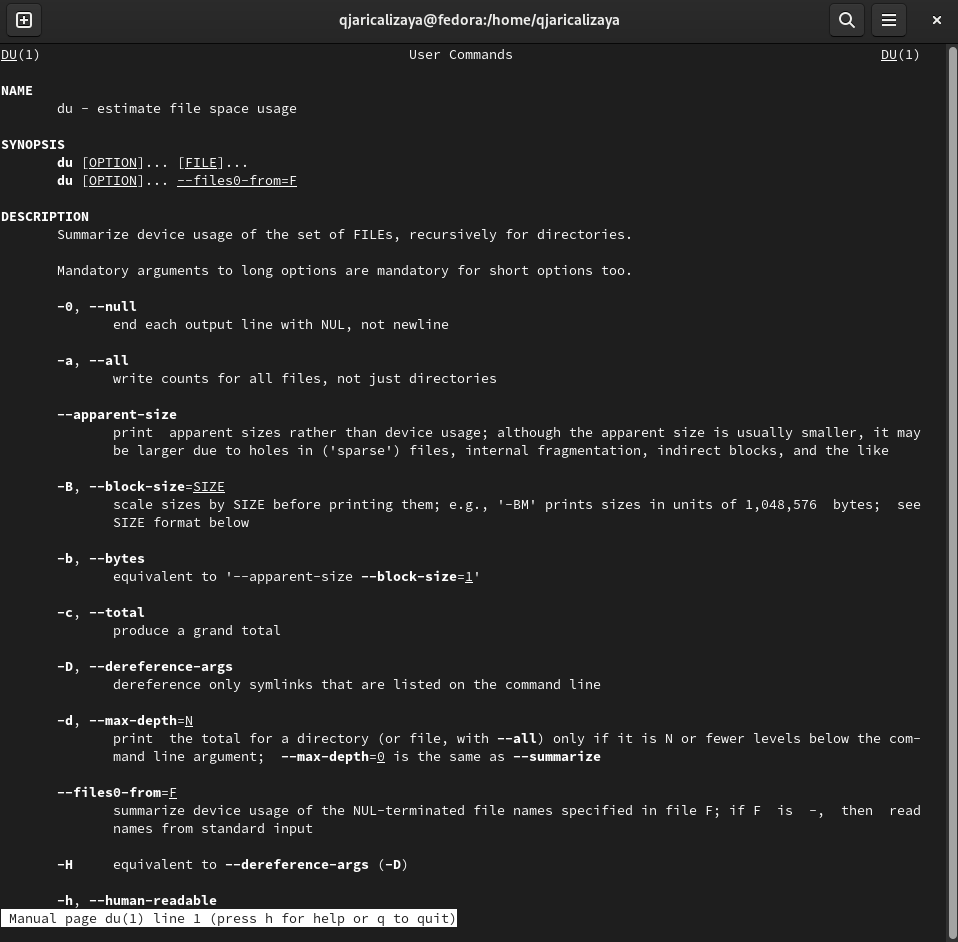 qjaricalizaya@fedora:/home/qjaricalizaya
DU(1) User Commands DU(1)
NAME
du - estimate file space usage
SYNOPSIS
du [OPTION]... [FILE]...
du [OPTION]... --files0-from=F
DESCRIPTION
Summarize device usage of the set of FILEs, recursively for directories.
Mandatory arguments to long options are mandatory for short options too.
-0, --null
end each output line with NUL, not newline
-a, --all
write counts for all files, not just directories
--apparent-size
print  apparent sizes rather than device usage; although the apparent size is usually smaller, it may
be larger due to holes in ('sparse') files, internal fragmentation, indirect blocks, and the like
-B, --block-size=SIZE
scale sizes by SIZE before printing them; e.g., '-BM' prints sizes in units of 1,048,576  bytes;  see
SIZE format below
-b, --bytes
equivalent to '--apparent-size --block-size=1'
-c, --total
produce a grand total
-D, --dereference-args
dereference only symlinks that are listed on the command line
-d, --max-depth=N
print  the total for a directory (or file, with --all) only if it is N or fewer levels below the com-
mand line argument;  --max-depth=0 is the same as --summarize
--files0-from=F
summarize device usage of the NUL-terminated file names specified in file F; if F  is  -,  then  read
names from standard input
-H equivalent to --dereference-args (-D)
-h, --human-readable
Manual page du(1) line 1 (press h for help or q to quit)